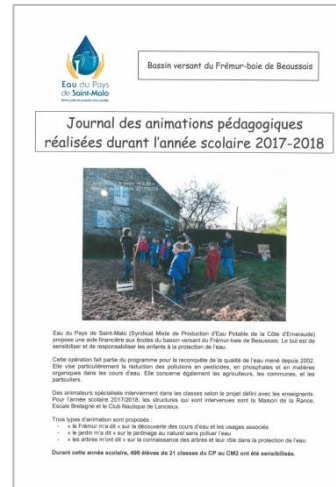 Bassin versant du Frémur-baie de Beaussais
Eau du Pays
de Saint-Malo
Journal des animations pédagogiques
réalisées durant l'année scolaire 2017-2018
Eau du Pays de Saint-Malo (Syndicat Mixte de Production d'Eau Potable de la Côte d'Emeraude)
propose une aide financière aux écoles du bassin versant du Frémur-baie de Beaussais. Le but est de
sensibiliser et de responsabiliser les enfants à la protection de l'eau.
Cette opération fait partie du programme pour la reconquête de la qualité de l'eau mené depuis 2002.
Elle vise particulièrement la réduction des pollutions en pesticides, en phosphates et en matières
organiques dans les cours d'eau. Elle concerne également les agriculteurs, les communes, et les
particuliers.
Des animateurs spécialisés interviennent dans les classes selon le projet défini avec les enseignants.
Pour l'année scolaire 2017/2018, les structures qui sont intervenues sont la Maison de la Rance,
Escale Bretagne et le Club Nautique de Lancieux.
Trois types d'animation sont proposés :
- « le Frémur m'a dit » sur la découverte des cours d'eau et les usages associés.
- « le jardin m'a dit » sur le jardinage au naturel sans polluer l'eau
- « les arbres m'ont dit » sur la connaissance des arbres et leur rôle dans la protection de l'eau
Durant cette année scolaire, 499 élèves de 21 classes du CP au CM2 ont été sensibilisés.